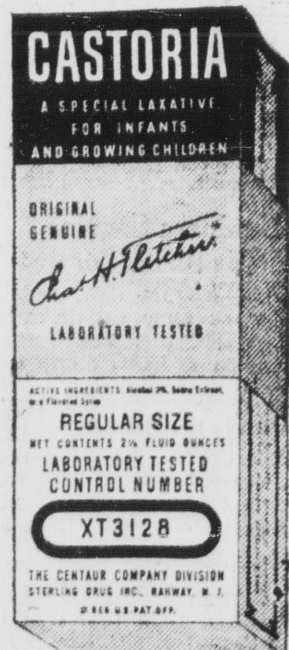 CASTORIA
A SPECIAL LAXATIVE
FOR INFANTS
AND GROWING CHILDREN
ORIGINAL
GENUINE
Chas. H. Fletcher
LABORATORY TESTED
ACTIVE INGREDIENTS: Alcohol 3%, Senna Extract,
in a Flavored Syrup
REGULAR SIZE
NET CONTENTS 2½ FLUID OUNCES
LABORATORY TESTED
CONTROL NUMBER
XT3128
THE CENTAUR COMPANY DIVISION
STERLING DRUG INC., RAHWAY, N. J.
REG. U.S. PAT. OFF.